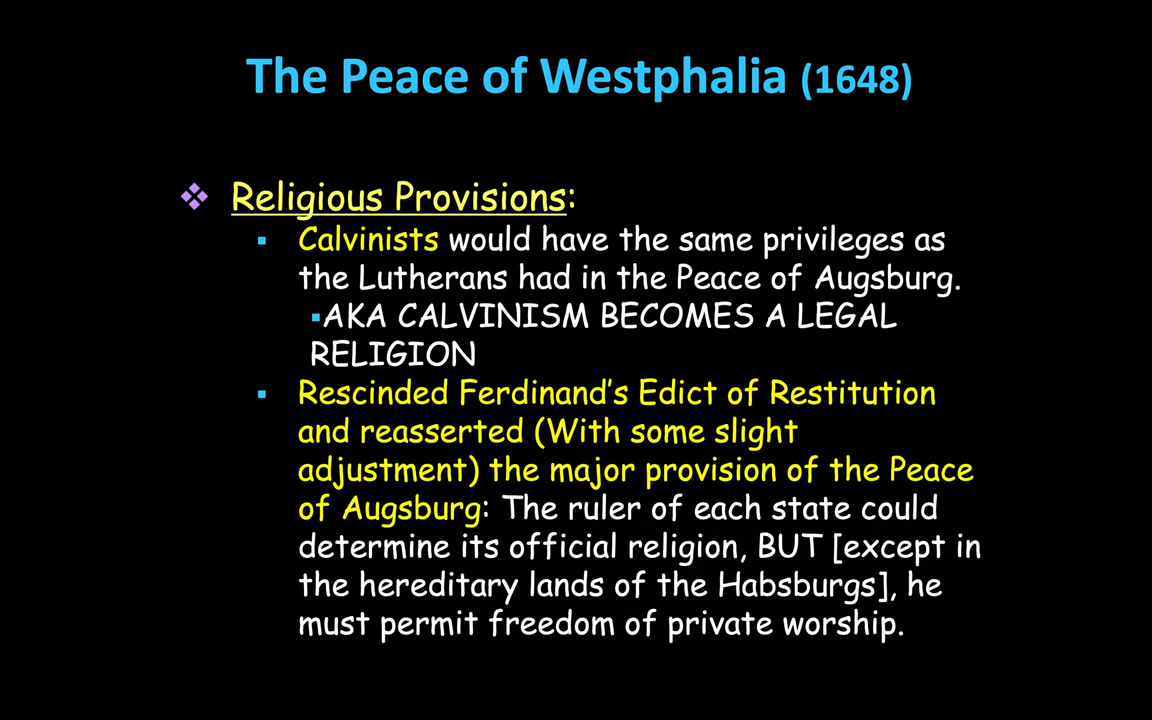 The Peace of Westphalia (1648)
❖ Religious Provisions:
▪ Calvinists would have the same privileges as
the Lutherans had in the Peace of Augsburg.
▪AKA CALVINISM BECOMES A LEGAL
RELIGION
▪ Rescinded Ferdinand's Edict of Restitution
and reasserted (With some slight
adjustment) the major provision of the Peace
of Augsburg: The ruler of each state could
determine its official religion, BUT [except in
the hereditary lands of the Habsburgs], he
must permit freedom of private worship.